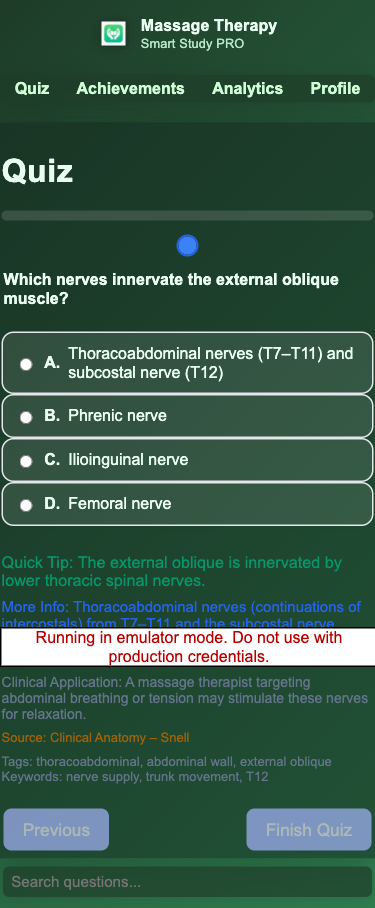 Massage Therapy
Smart Study PRO
Quiz Achievements Analytics Profile
Quiz
Which nerves innervate the external oblique
muscle?
A. Thoracoabdominal nerves (T7–T11) and
subcostal nerve (T12)
B. Phrenic nerve
C. Ilioinguinal nerve
D. Femoral nerve
Quick Tip: The external oblique is innervated by
lower thoracic spinal nerves.
More Info: Thoracoabdominal nerves (continuations of
intercostals) from T7–T11 and the subcostal nerve
Running in emulator mode. Do not use with
production credentials.
Clinical Application: A massage therapist targeting
abdominal breathing or tension may stimulate these nerves
for relaxation.
Source: Clinical Anatomy – Snell
Tags: thoracoabdominal, abdominal wall, external oblique
Keywords: nerve supply, trunk movement, T12
Previous Finish Quiz
Search questions...